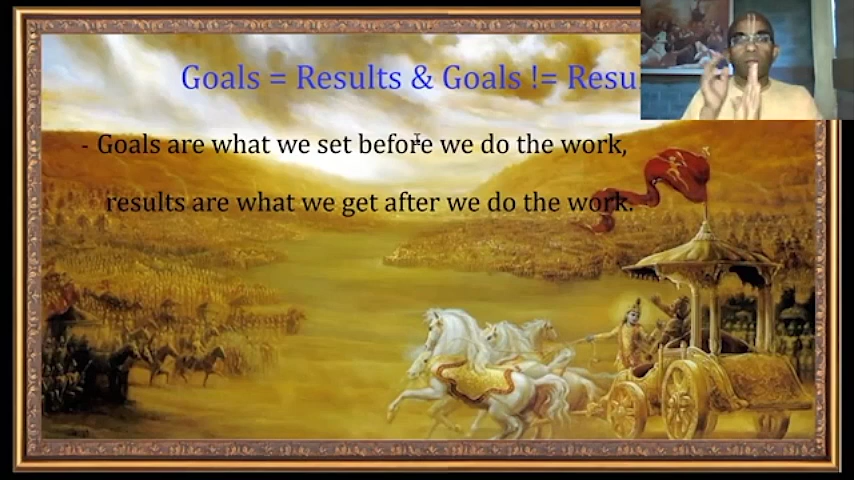 Goals = Results & Goals != Resu
- Goals are what we set before we do the work,
results are what we get after we do the work.